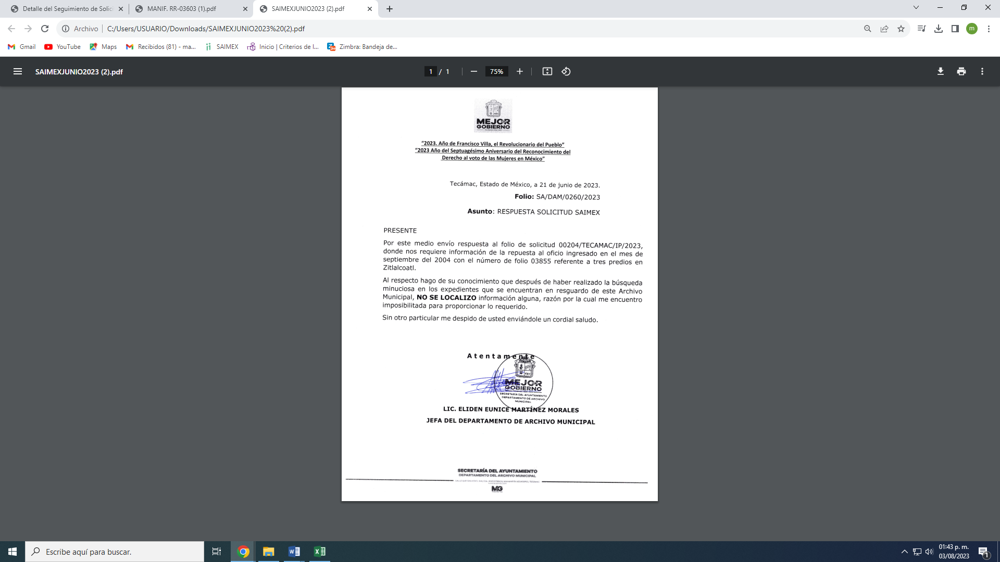 Detalle del Seguimiento de Solici
MANIF. RR-03603 (1).pdf
SAIMEXJUNIO2023 (2).pdf
Archivo
C:/Users/USUARIO/Downloads/SAIMEXJUNIO2023%20(2).pdf
m
Gmail
YouTube
Maps
Recibidos (81) - ma...
SAIMEX
Inicio | Criterios de I...
Zimbra: Bandeja de...
SAIMEXJUNIO2023 (2).pdf
1 / 1
75%
MEJOR
GOBIERNO
"2023. Año de Francisco Villa, el Revolucionario del Pueblo"
"2023 Año del Septuagésimo Aniversario del Reconocimiento del
Derecho al voto de las Mujeres en México"
Tecámac, Estado de México, a 21 de junio de 2023.
Folio: SA/DAM/0260/2023
Asunto: RESPUESTA SOLICITUD SAIMEX
PRESENTE
Por este medio envío respuesta al folio de solicitud 00204/TECAMAC/IP/2023,
donde nos requiere información de la repuesta al oficio ingresado en el mes de
septiembre del 2004 con el número de folio 03855 referente a tres predios en
Zitlalcoatl.
Al respecto hago de su conocimiento que después de haber realizado la búsqueda
minuciosa en los expedientes que se encuentran en resguardo de este Archivo
Municipal, NO SE LOCALIZO información alguna, razón por la cual me encuentro
imposibilitada para proporcionar lo requerido.
Sin otro particular me despido de usted enviándole un cordial saludo.
Atentamente
MEJOR
GOBIERNO
SECRETARÍA DEL AYUNTAMIENTO
DEPARTAMENTO DE ARCHIVO
MUNICIPAL
LIC. ELIDEN EUNICE MARTÍNEZ MORALES
JEFA DEL DEPARTAMENTO DE ARCHIVO MUNICIPAL
SECRETARÍA DEL AYUNTAMIENTO
DEPARTAMENTO DEL ARCHIVO MUNICIPAL
MG
Escribe aquí para buscar.
01:43 p. m.
03/08/2023
1